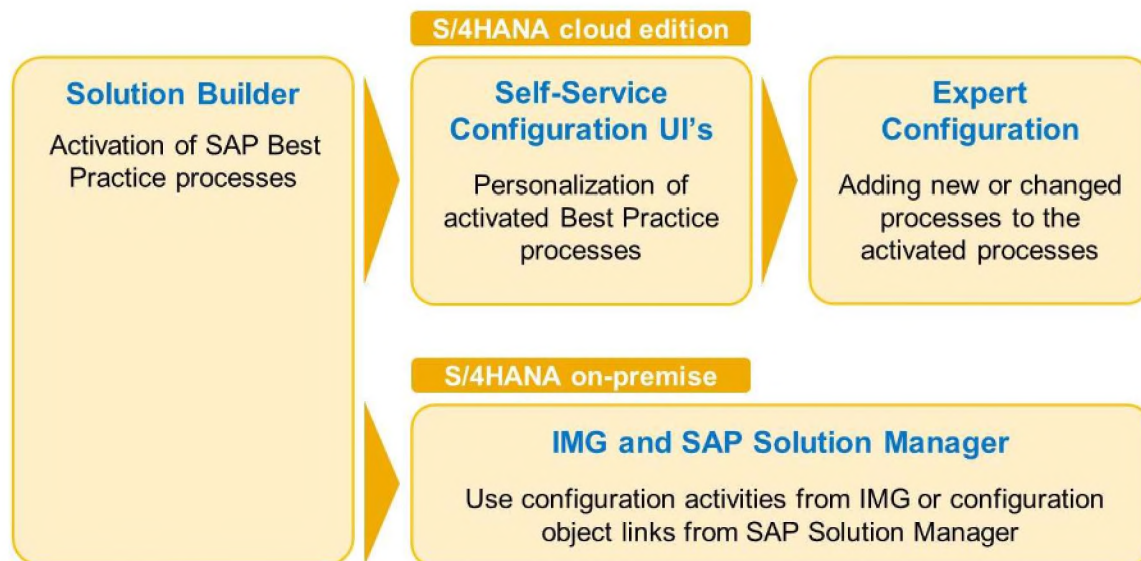 Solution Builder
Activation of SAP Best
Practice processes
S/4HANA cloud edition
Self-Service
Configuration UI's
Personalization of
activated Best Practice
processes
Expert
Configuration
Adding new or changed
processes to the
activated processes
S/4HANA on-premise
IMG and SAP Solution Manager
Use configuration activities from IMG or configuration
object links from SAP Solution Manager